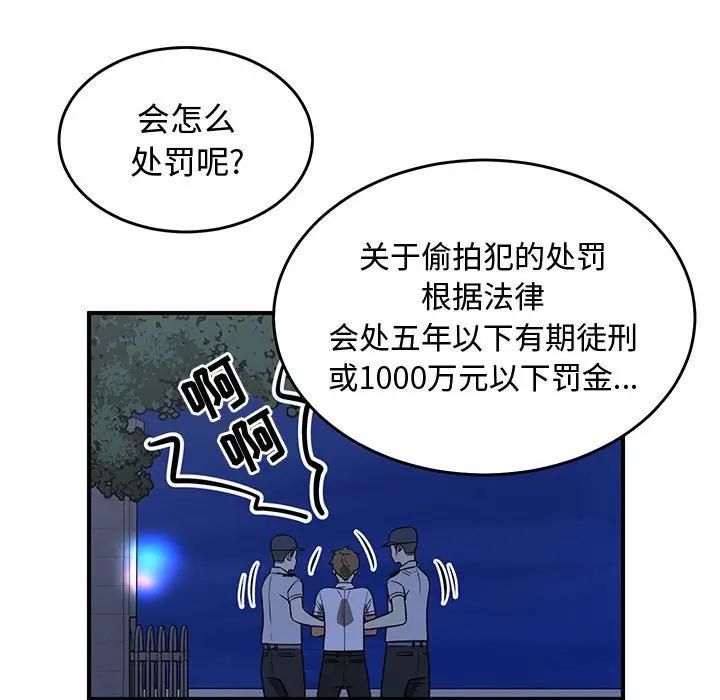 会怎么
处罚呢?
关于偷拍犯的处罚
根据法律
会处五年以下有期徒刑
或1000万元以下罚金...
啊
啊